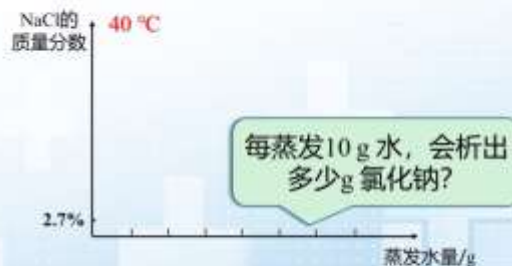 NaCl的
质量分数
40 ℃
每蒸发10 g 水，会析出
多少g 氯化钠？
2.7%
蒸发水量/g